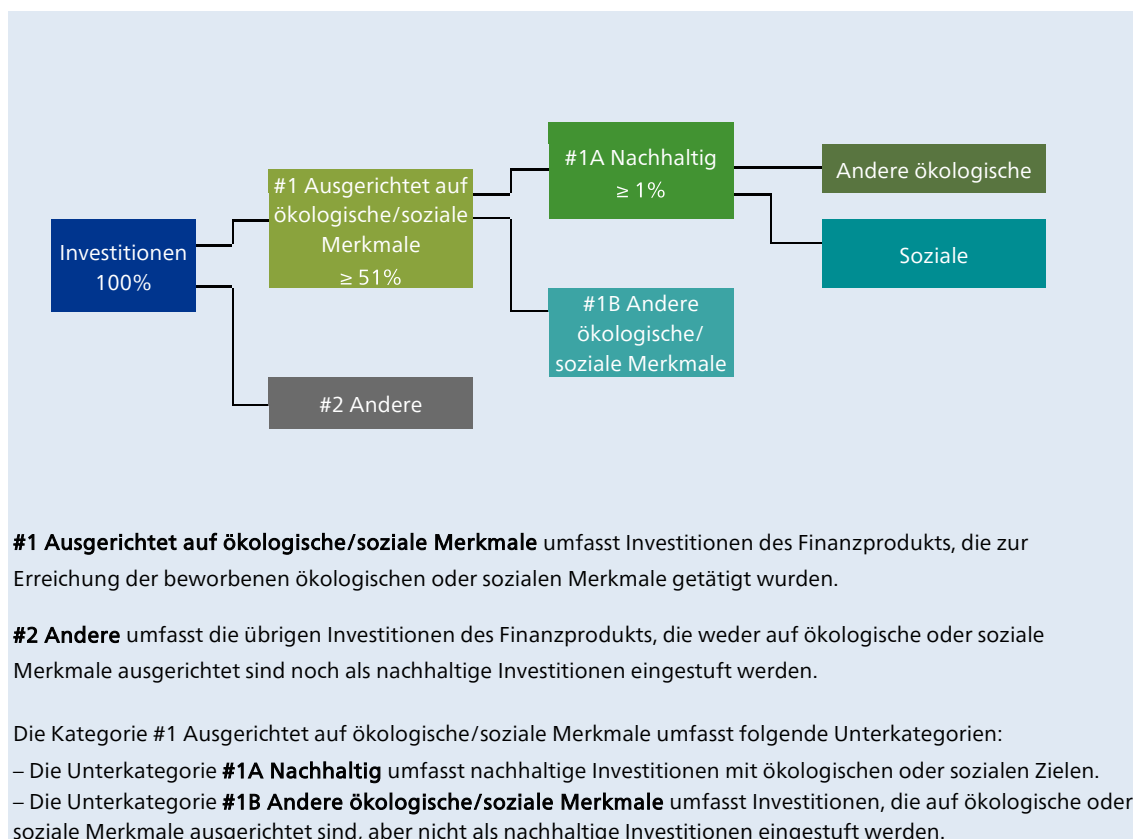 #1A Nachhaltig
≥ 1%
Andere ökologische
#1 Ausgerichtet auf
ökologische/soziale
Merkmale
≥ 51%
Investitionen
100%
Soziale
#1B Andere
ökologische/
soziale Merkmale
#2 Andere
#1 Ausgerichtet auf ökologische/soziale Merkmale umfasst Investitionen des Finanzprodukts, die zur
Erreichung der beworbenen ökologischen oder sozialen Merkmale getätigt wurden.
#2 Andere umfasst die übrigen Investitionen des Finanzprodukts, die weder auf ökologische oder soziale
Merkmale ausgerichtet sind noch als nachhaltige Investitionen eingestuft werden.
Die Kategorie #1 Ausgerichtet auf ökologische/soziale Merkmale umfasst folgende Unterkategorien:
– Die Unterkategorie #1A Nachhaltig umfasst nachhaltige Investitionen mit ökologischen oder sozialen Zielen.
– Die Unterkategorie #1B Andere ökologische/soziale Merkmale umfasst Investitionen, die auf ökologische oder
soziale Merkmale ausgerichtet sind, aber nicht als nachhaltige Investitionen eingestuft werden.